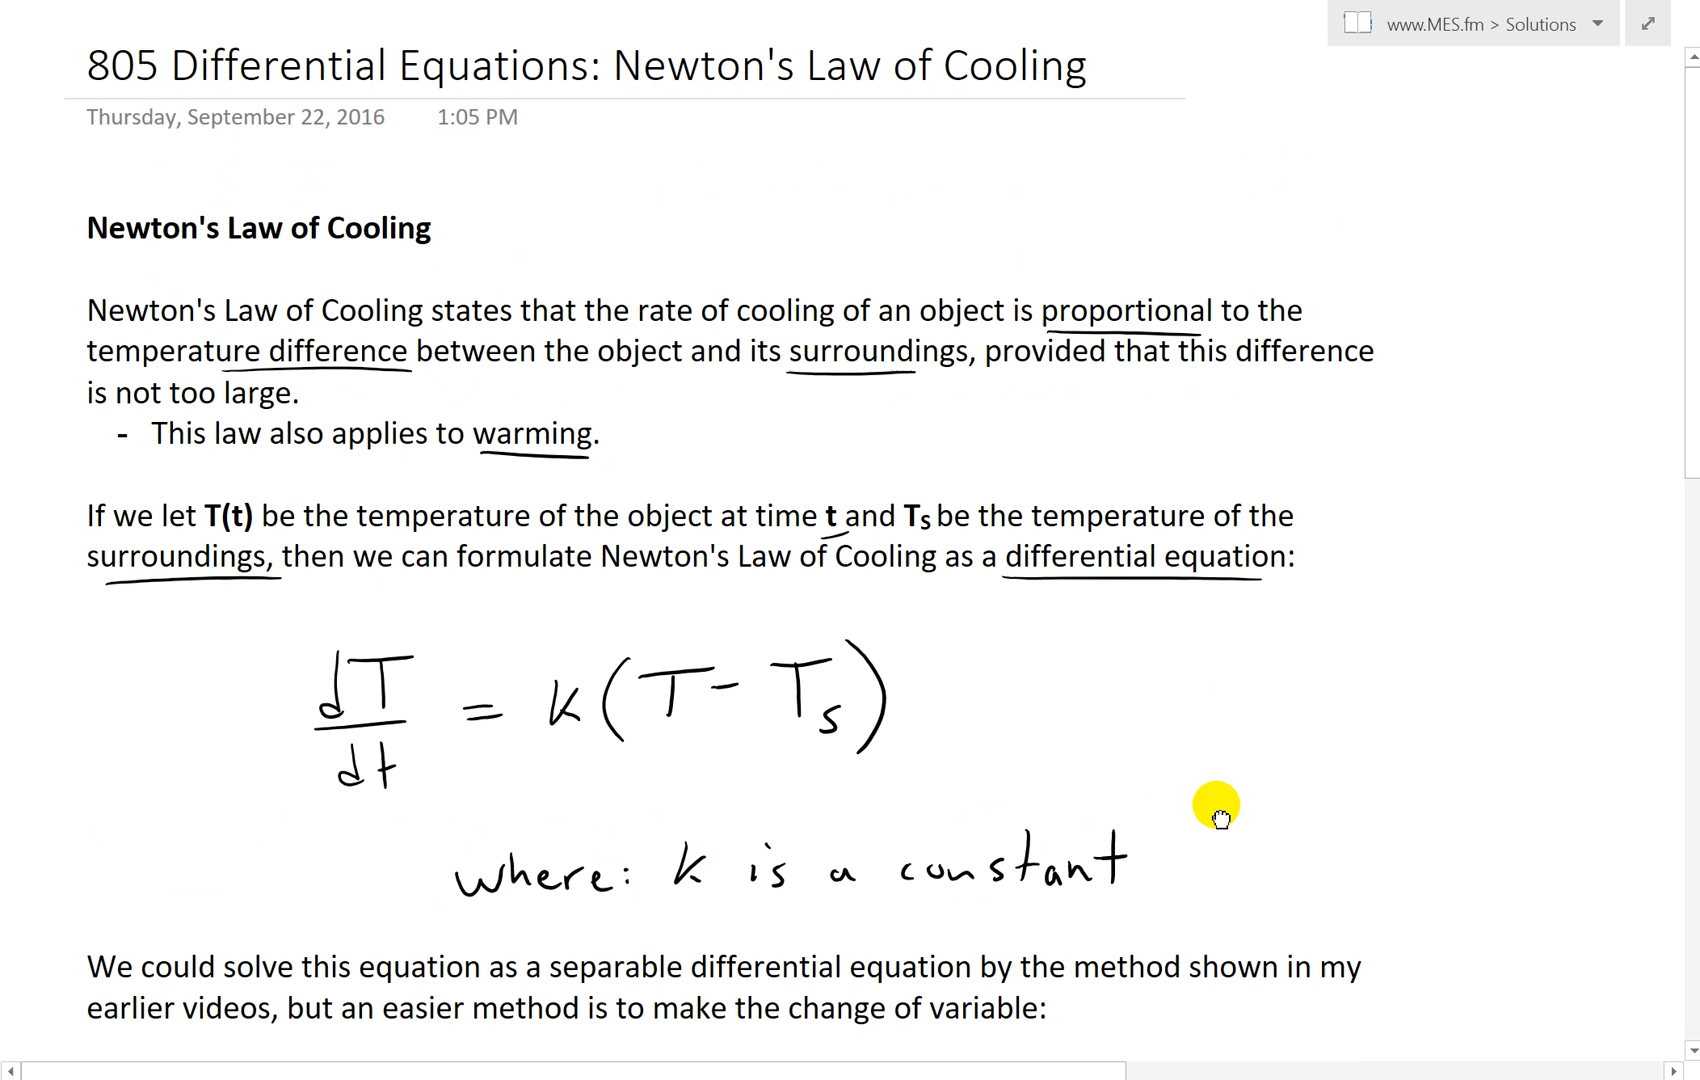 www.MES.fm > Solutions
805 Differential Equations: Newton's Law of Cooling
Thursday, September 22, 2016 1:05 PM
Newton's Law of Cooling
Newton's Law of Cooling states that the rate of cooling of an object is proportional to the
temperature difference between the object and its surroundings, provided that this difference
is not too large.
- This law also applies to warming.
If we let T(t) be the temperature of the object at time t and Ts be the temperature of the
surroundings, then we can formulate Newton's Law of Cooling as a differential equation:
dT/dt = k(T - Ts)
where: k is a constant
We could solve this equation as a separable differential equation by the method shown in my
earlier videos, but an easier method is to make the change of variable: